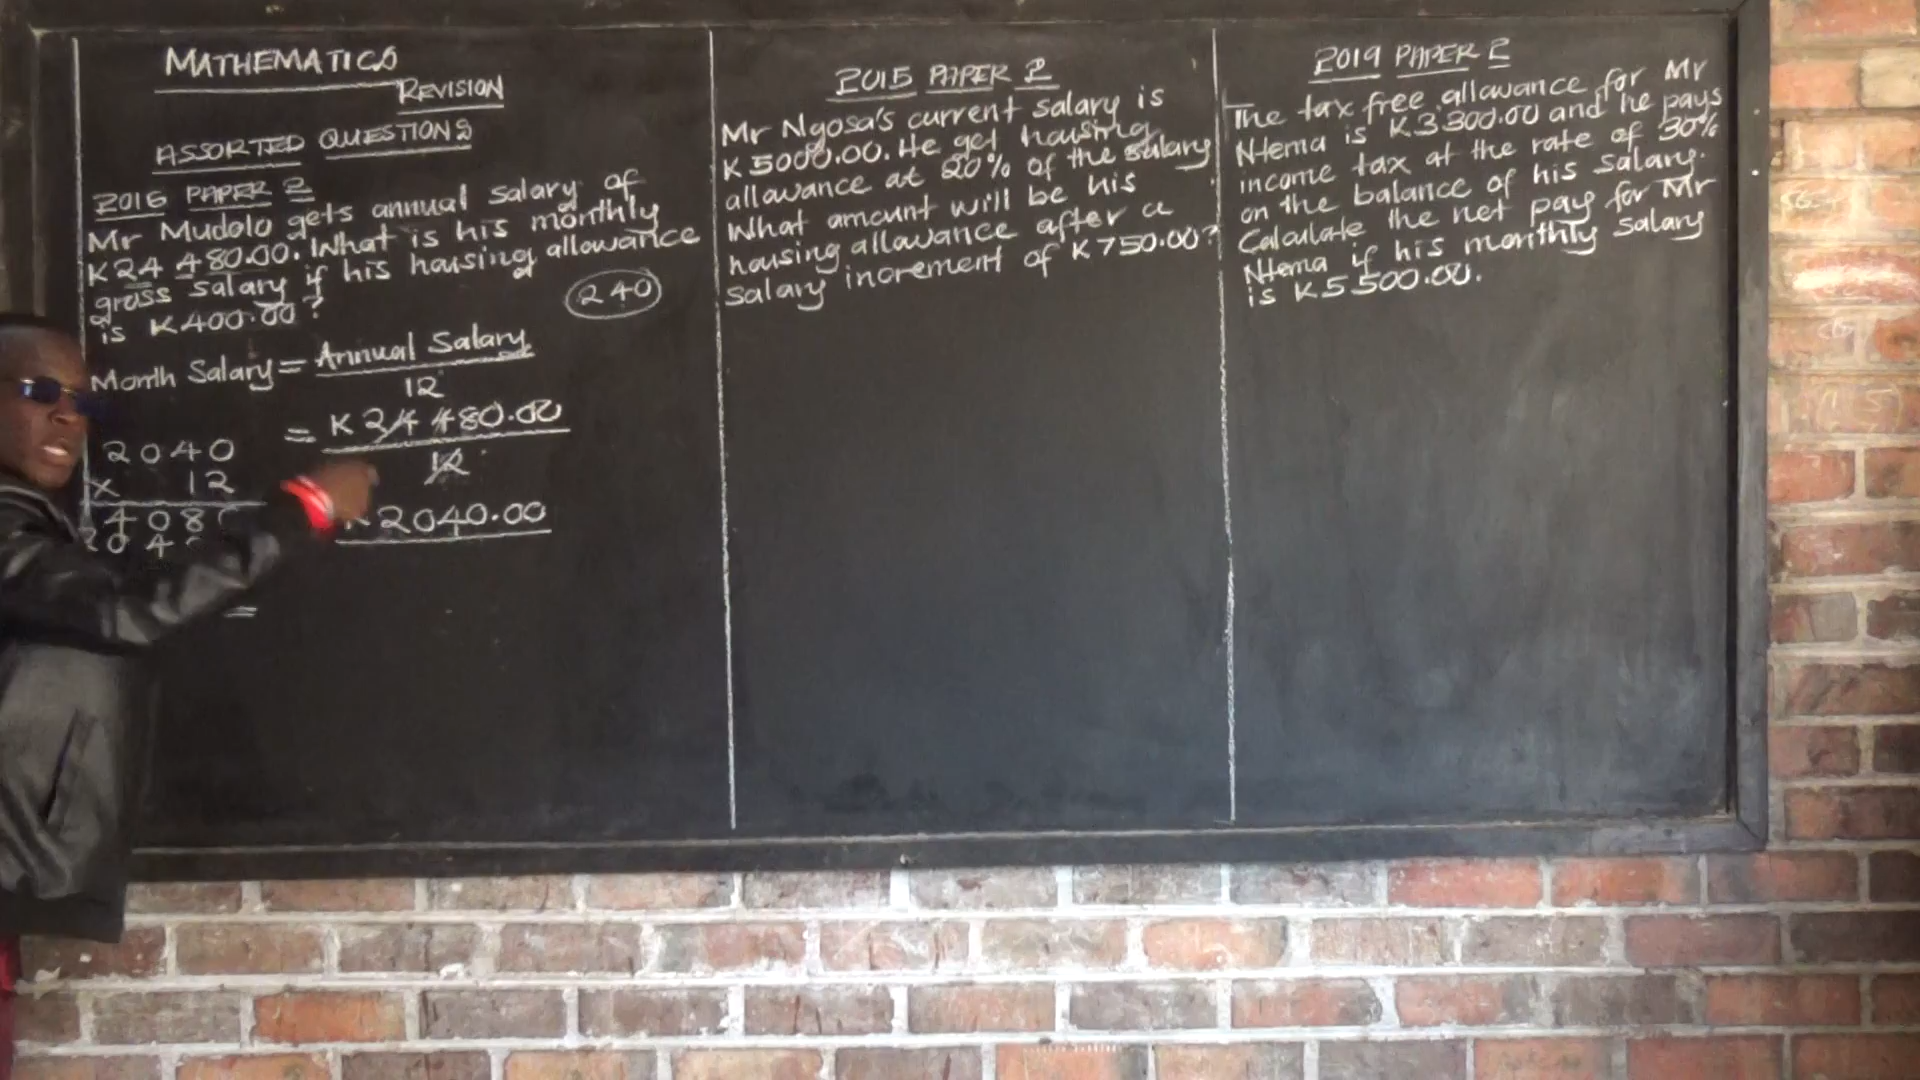 MATHEMATICS
REVISION
ASSORTED QUESTIONS
2016 PAPER 2
Mr Mudolo gets annual salary of
K24 480.00. What is his monthly
gross salary if his housing allowance
is K400.00?
240
Month Salary = Annual Salary
12
= K24 480.00
12
K2040.00
2040
x 12
408
204
2015 PAPER 2
Mr Ngosa's current salary is
K5000.00. He get housing
allowance at 20% of the salary
What amount will be his
housing allowance after a
salary increment of K750.00?
2019 PAPER 2
The tax free allowance for Mr
Ntema is K3300.00 and he pays
income tax at the rate of 30%
on the balance of his salary.
Calculate the net pay for Mr
Ntema if his monthly salary
is K5500.00.